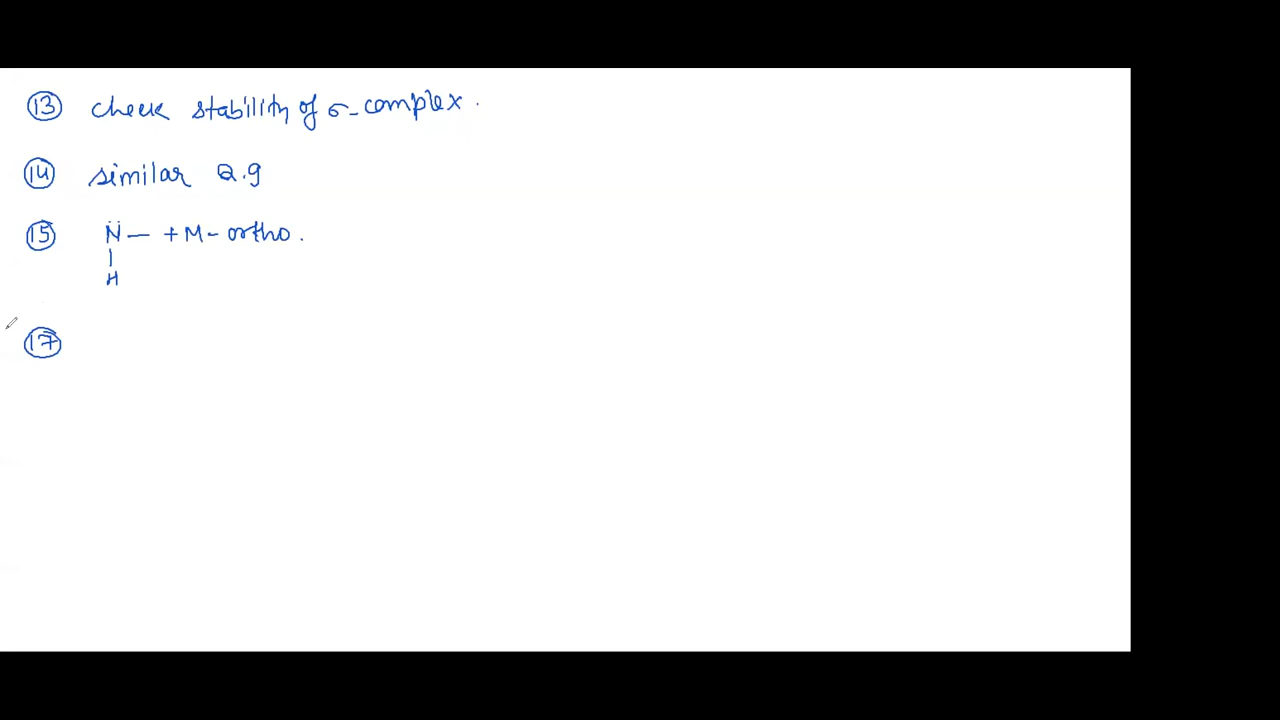 13 check stability of σ-complex.
14 similar Q.9
15 N̈ — +M - ortho.
|
H
17